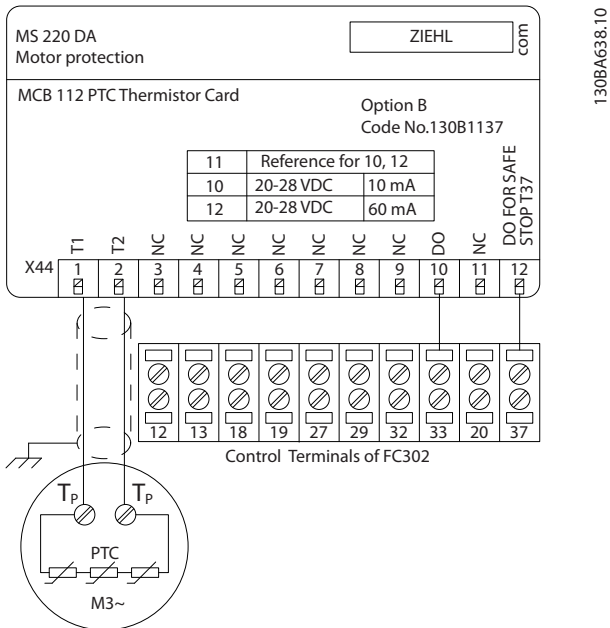 MS 220 DA
Motor protection
ZIEHL
com
130BA638.10
MCB 112 PTC Thermistor Card
Option B
Code No.130B1137
11 Reference for 10, 12
10 20-28 VDC 10 mA
12 20-28 VDC 60 mA
T1 T2 NC NC NC NC NC NC NC DO NC DO FOR SAFE
STOP T37
X44 1 2 3 4 5 6 7 8 9 10 11 12
12 13 18 19 27 29 32 33 20 37
Control Terminals of FC302
TP TP
PTC
M3~